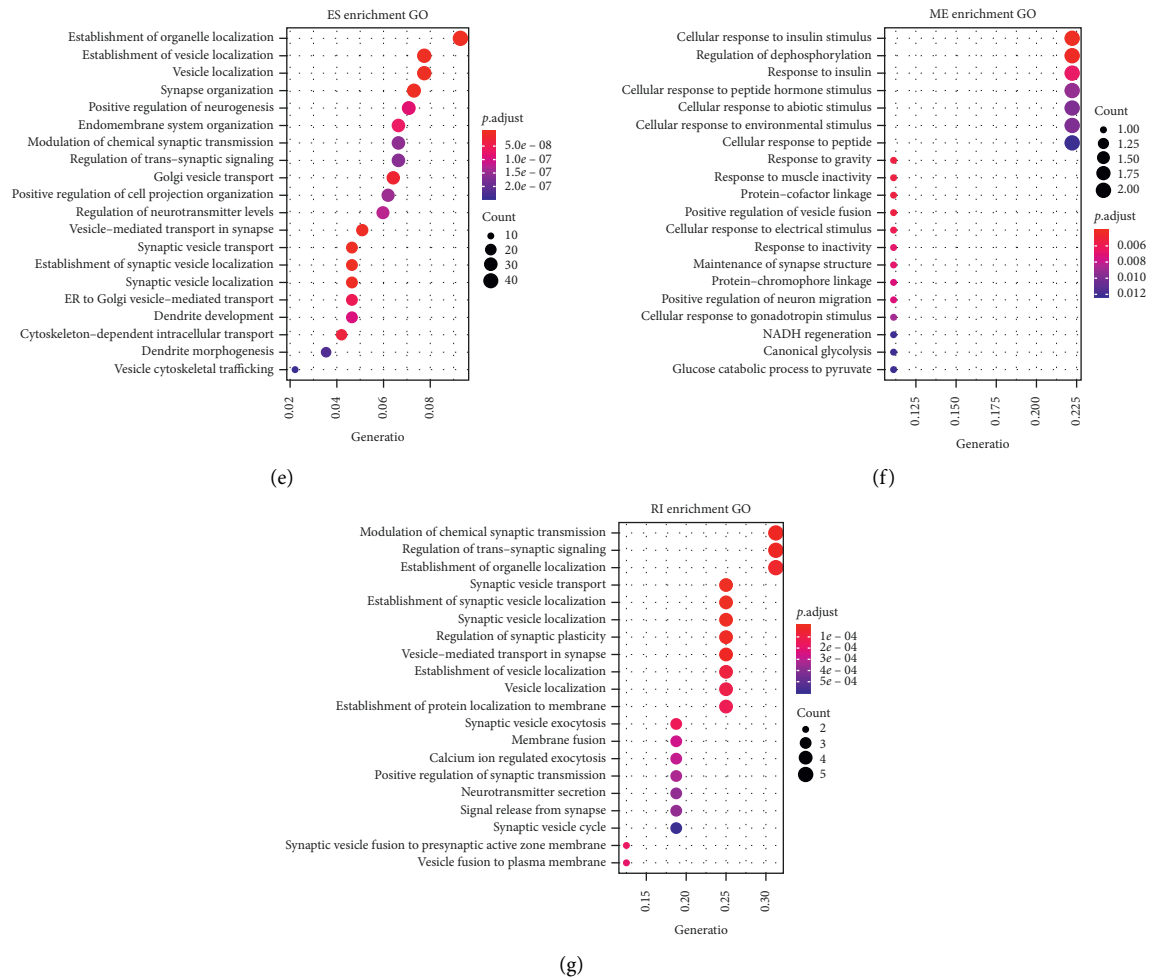 ES enrichment GO
Establishment of organelle localization
Establishment of vesicle localization
Vesicle localization
Synapse organization
Positive regulation of neurogenesis
Endomembrane system organization
Modulation of chemical synaptic transmission
Regulation of trans−synaptic signaling
Golgi vesicle transport
Positive regulation of cell projection organization
Regulation of neurotransmitter levels
Vesicle−mediated transport in synapse
Synaptic vesicle transport
Establishment of synaptic vesicle localization
Synaptic vesicle localization
ER to Golgi vesicle−mediated transport
Dendrite development
Cytoskeleton−dependent intracellular transport
Dendrite morphogenesis
Vesicle cytoskeletal trafficking
0.02
0.04
0.06
0.08
Generatio
p.adjust
5.0e − 08
1.0e − 07
2.0e − 07
Count
10
20
30
40
(e)
ME enrichment GO
Cellular response to insulin stimulus
Regulation of dephosphorylation
Response to insulin
Cellular response to peptide hormone stimulus
Cellular response to abiotic stimulus
Cellular response to environmental stimulus
Cellular response to peptide
Response to gravity
Response to muscle inactivity
Protein−cofactor linkage
Positive regulation of vesicle fusion
Cellular response to electrical stimulus
Response to inactivity
Maintenance of synapse structure
Protein−chromophore linkage
Positive regulation of neuron migration
Cellular response to gonadotropin stimulus
NADH regeneration
Canonical glycolysis
Glucose catabolic process to pyruvate
0.125
0.150
0.175
0.200
0.225
Generatio
Count
1.00
1.25
1.50
1.75
2.00
p.adjust
0.006
0.008
0.010
0.012
(f)
RI enrichment GO
Modulation of chemical synaptic transmission
Regulation of trans−synaptic signaling
Establishment of organelle localization
Synaptic vesicle transport
Establishment of synaptic vesicle localization
Synaptic vesicle localization
Regulation of synaptic plasticity
Vesicle−mediated transport in synapse
Establishment of vesicle localization
Vesicle localization
Establishment of protein localization to membrane
Synaptic vesicle exocytosis
Membrane fusion
Calcium ion regulated exocytosis
Positive regulation of synaptic transmission
Neurotransmitter secretion
Signal release from synapse
Synaptic vesicle cycle
Synaptic vesicle fusion to presynaptic active zone membrane
Vesicle fusion to plasma membrane
0.15
0.20
0.25
0.30
Generatio
p.adjust
1e − 04
2e − 04
3e − 04
4e − 04
5e − 04
Count
2
3
4
5
(g)